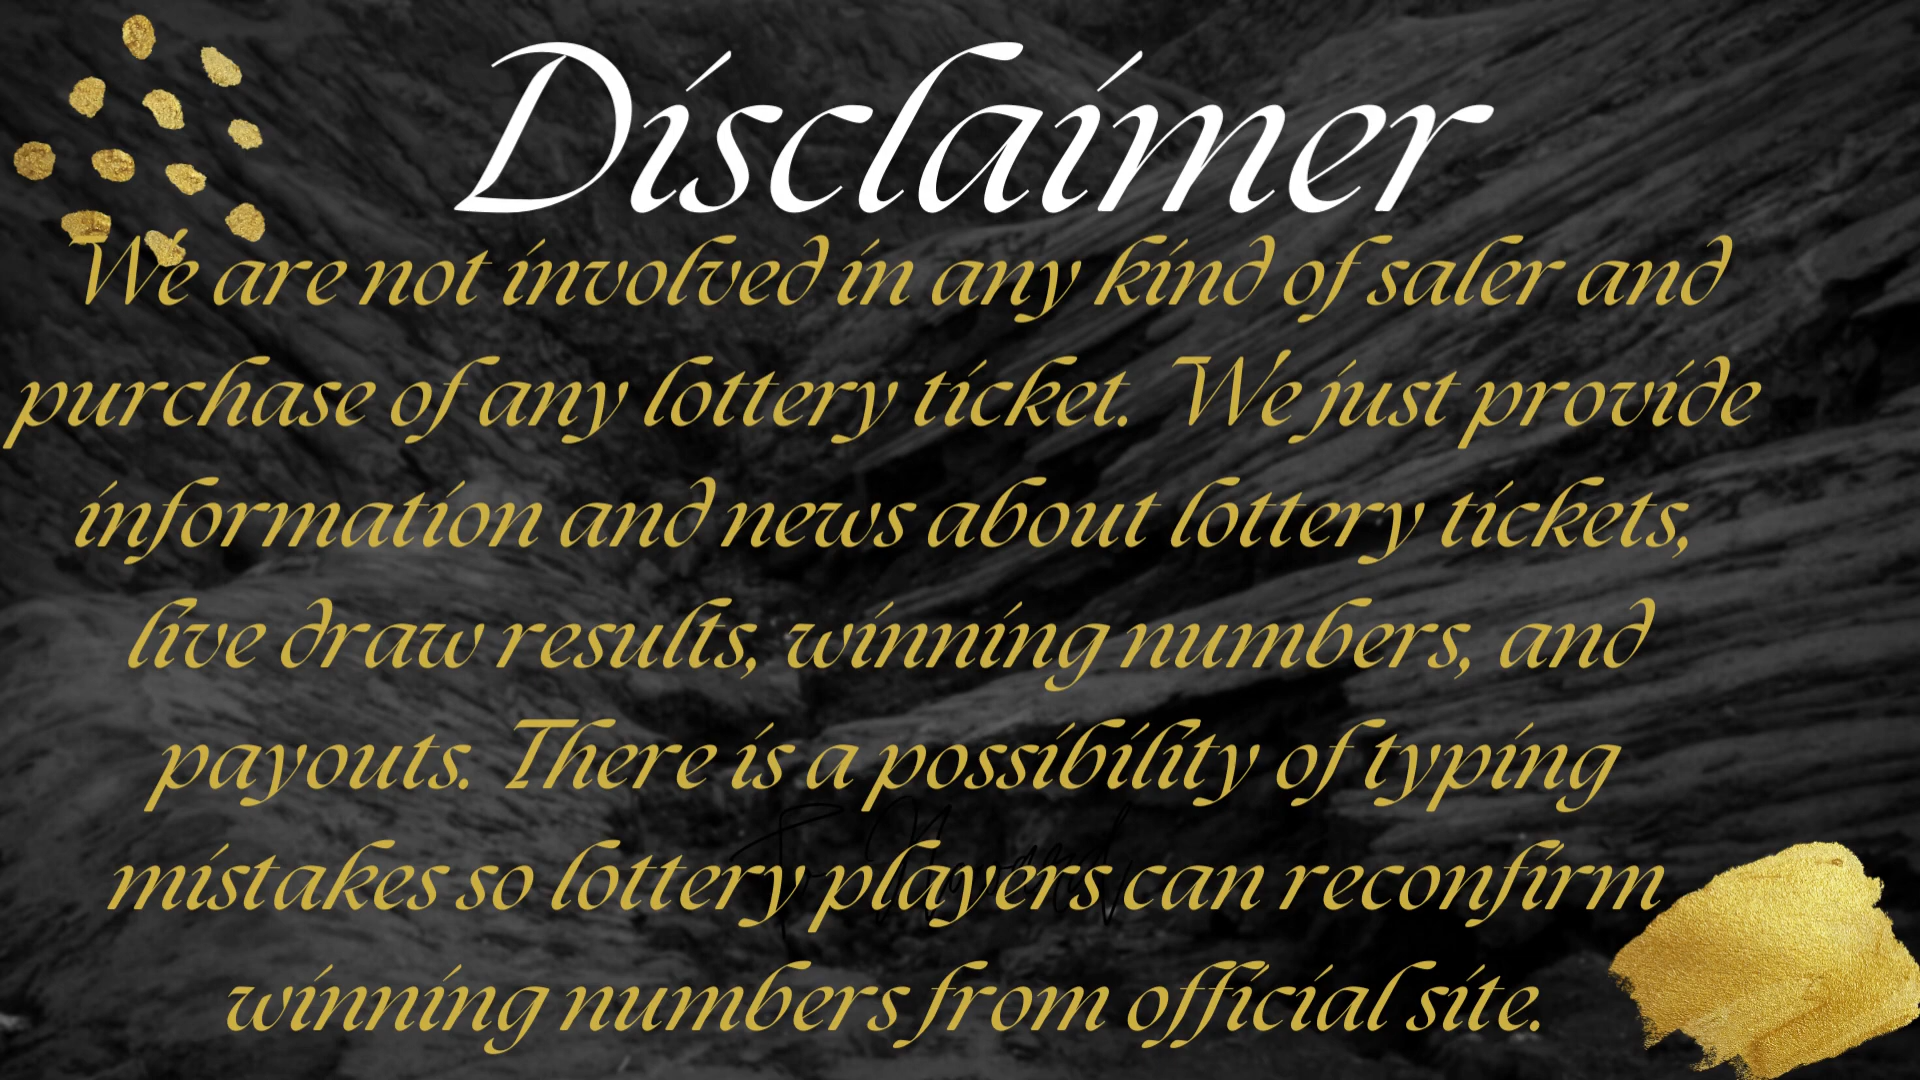 Disclaimer
We are not involved in any kind of saler and
purchase of any lottery ticket. We just provide
information and news about lottery tickets,
live draw results, winning numbers, and
payouts. There is a possibility of typing
mistakes so lottery players can reconfirm
winning numbers from official site.